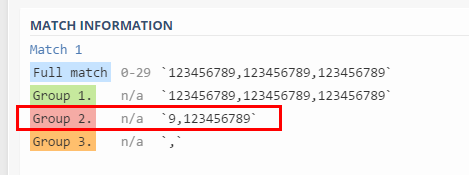 MATCH INFORMATION
Match 1
Full match 0-29 `123456789,123456789,123456789`
Group 1. n/a `123456789,123456789,123456789`
Group 2. n/a `9,123456789`
Group 3. n/a `,`